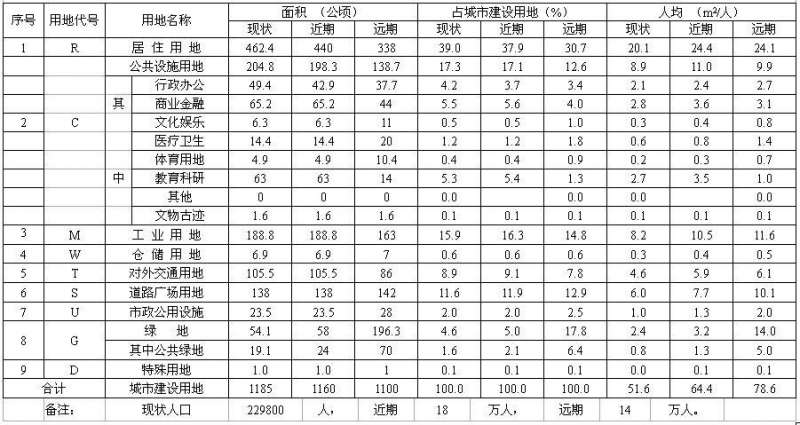 序号 用地代号 用地名称 面积 (公顷) 占城市建设用地(%) 人均 (m²/人)
现状 近期 远期 现状 近期 远期 现状 近期 远期
1 R 居 住 用 地 462.4 440 338 39.0 37.9 30.7 20.1 24.4 24.1
公共设施用地 204.8 198.3 138.7 17.3 17.1 12.6 8.9 11.0 9.9
行政办公 49.4 42.9 37.7 4.2 3.7 3.4 2.1 2.4 2.7
其 商业金融 65.2 65.2 44 5.5 5.6 4.0 2.8 3.6 3.1
2 C 文化娱乐 6.3 6.3 11 0.5 0.5 1.0 0.3 0.4 0.8
医疗卫生 14.4 14.4 20 1.2 1.2 1.8 0.6 0.8 1.4
体育用地 4.9 4.9 10.4 0.4 0.4 0.9 0.2 0.3 0.7
中 教育科研 63 63 14 5.3 5.4 1.3 2.7 3.5 1.0
其他 0 0 0 0.0 0.0 0.0 0.0
文物古迹 1.6 1.6 1.6 0.1 0.1 0.1 0.1 0.1 0.1
3 M 工 业 用 地 188.8 188.8 163 15.9 16.3 14.8 8.2 10.5 11.6
4 W 仓 储 用 地 6.9 6.9 7 0.6 0.6 0.6 0.3 0.4 0.5
5 T 对外交通用地 105.5 105.5 86 8.9 9.1 7.8 4.6 5.9 6.1
6 S 道路广场用地 138 138 142 11.6 11.9 12.9 6.0 7.7 10.1
7 U 市政公用设施 23.5 23.5 28 2.0 2.0 2.5 1.0 1.3 2.0
8 G 绿 地 54.1 58 196.3 4.6 5.0 17.8 2.4 3.2 14.0
其中公共绿地 19.1 24 70 1.6 2.1 6.4 0.8 1.3 5.0
9 D 特殊用地 1.0 1.0 1 0.1 0.1 0.1 0.0 0.1 0.1
合计 城市建设用地 1185 1160 1100 100.0 100.0 100.0 51.6 64.4 78.6
备注: 现状人口 229800 人, 近期 18 万人, 远期 14 万人。